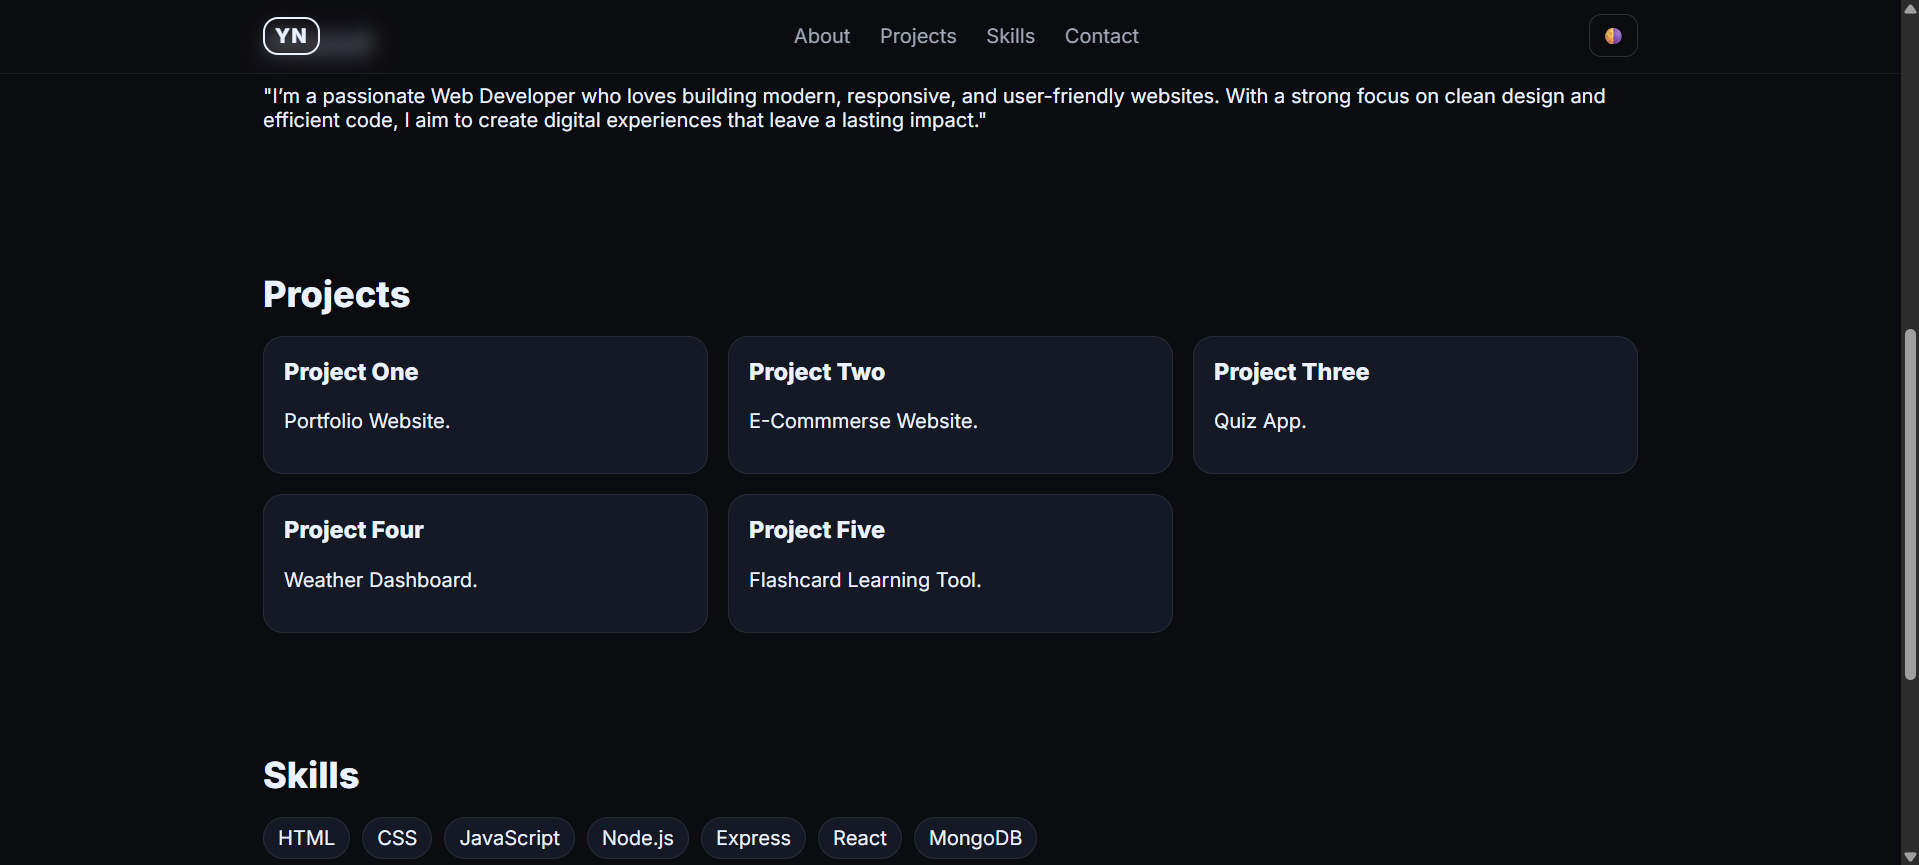 YN
About Projects Skills Contact
"I’m a passionate Web Developer who loves building modern, responsive, and user-friendly websites. With a strong focus on clean design and
efficient code, I aim to create digital experiences that leave a lasting impact."
Projects
Project One
Portfolio Website.
Project Two
E-Commmerse Website.
Project Three
Quiz App.
Project Four
Weather Dashboard.
Project Five
Flashcard Learning Tool.
Skills
HTML CSS JavaScript Node.js Express React MongoDB